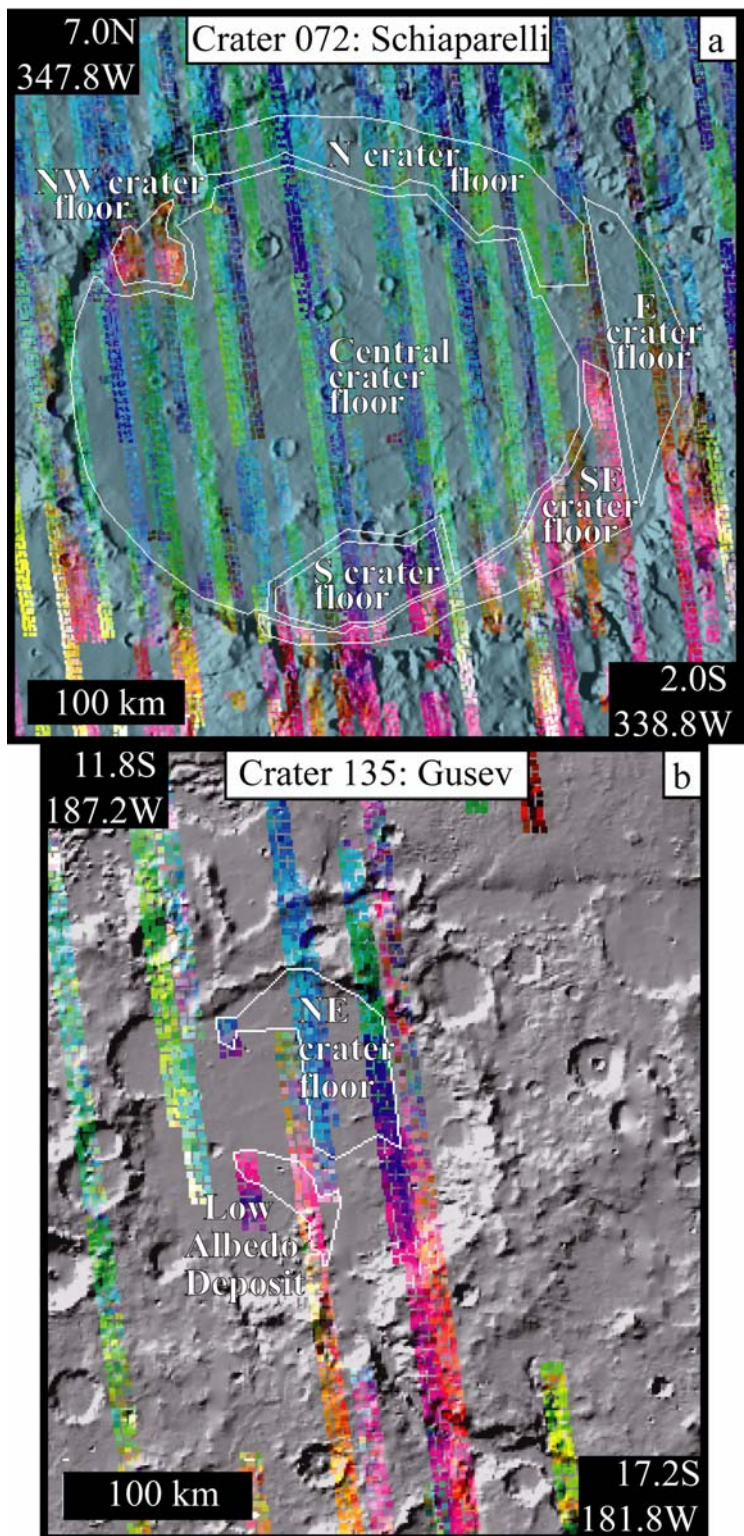 7.0N
347.8W
Crater 072: Schiaparelli
a
N crater
floor
NW crater
floor
E
crater
floor
Central
crater
floor
SE
crater
floor
S crater
floor
100 km
2.0S
338.8W
11.8S
187.2W
Crater 135: Gusev
b
NE
crater
floor
Low
Albedo
Deposit
100 km
17.2S
181.8W